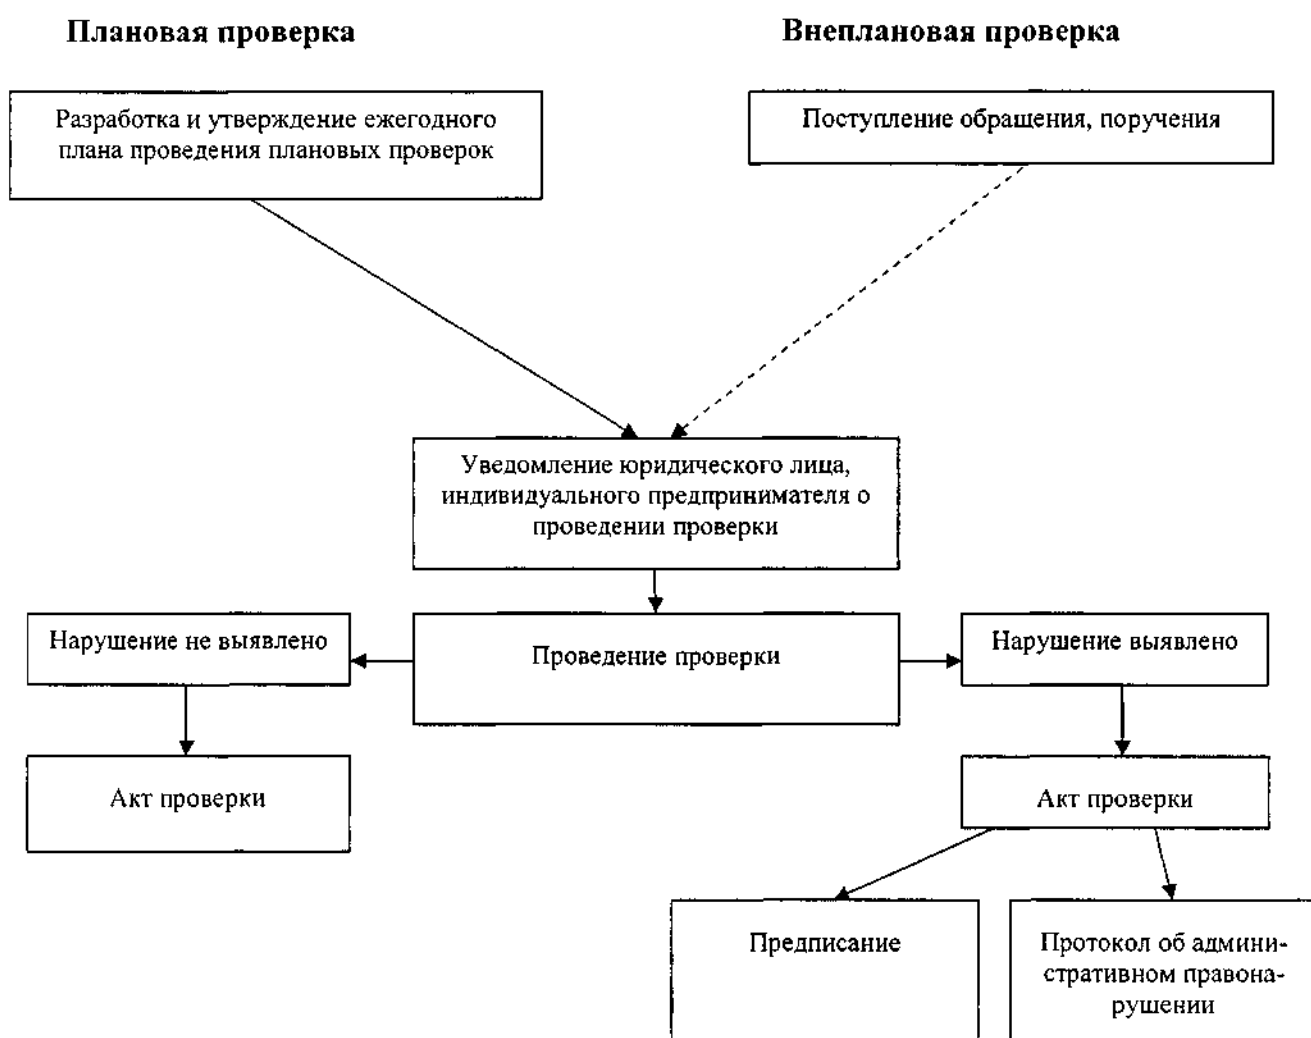 Плановая проверка
Внеплановая проверка
Разработка и утверждение ежегодного
плана проведения плановых проверок
Поступление обращения, поручения
Уведомление юридического лица,
индивидуального предпринимателя о
проведении проверки
Нарушение не выявлено
Проведение проверки
Нарушение выявлено
Акт проверки
Акт проверки
Предписание
Протокол об админи-
стративном правона-
рушении